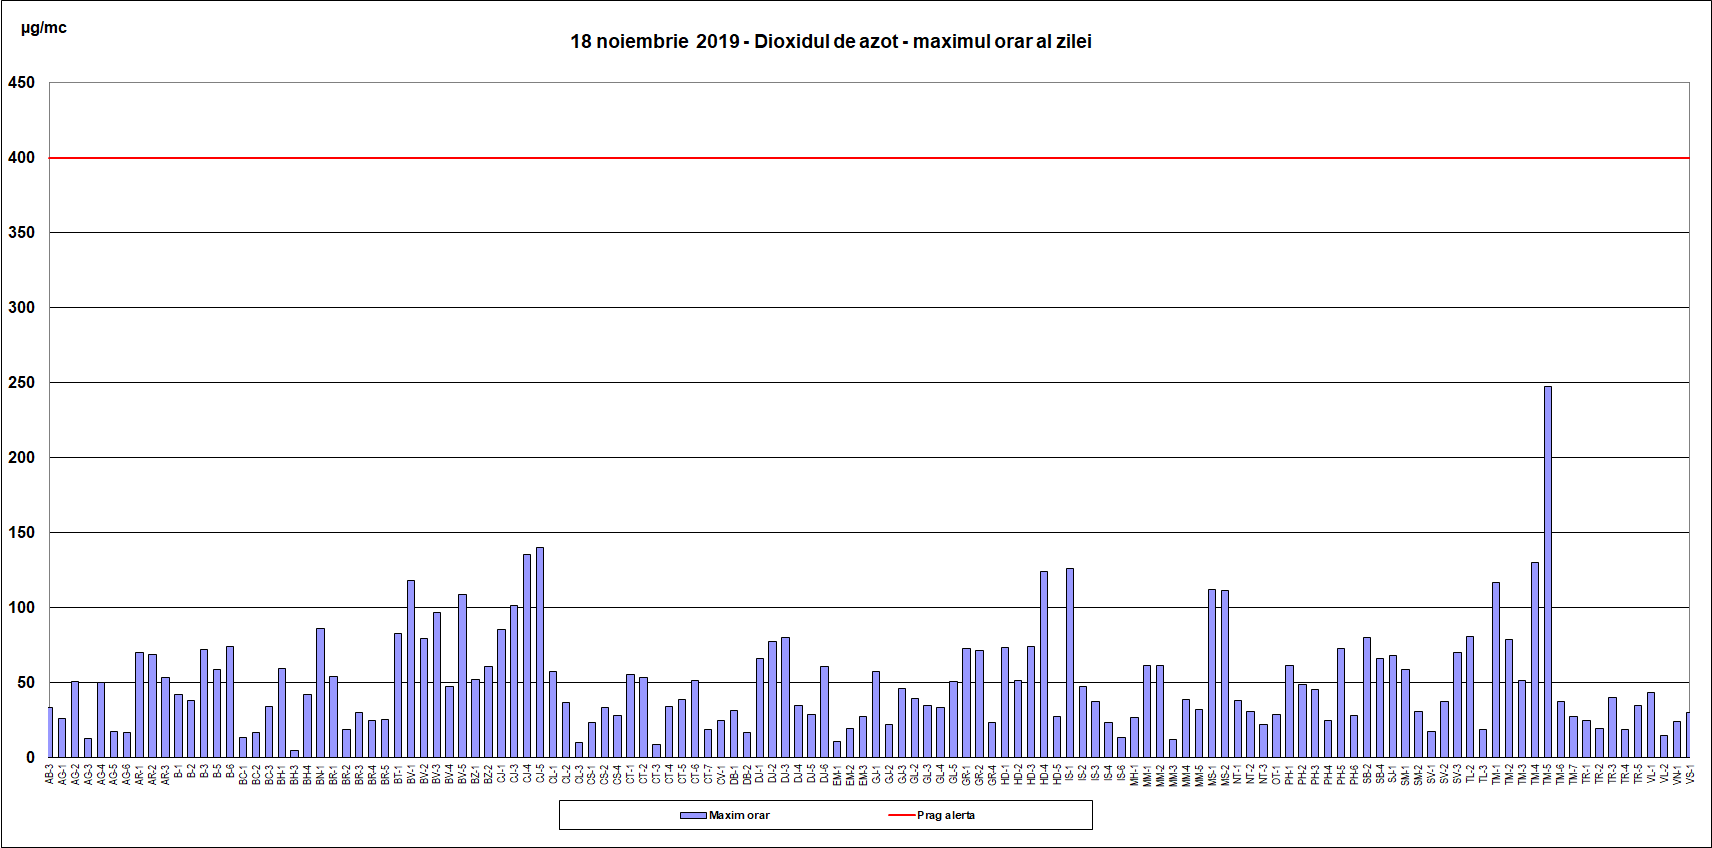 µg/mc
18 noiembrie 2019 - Dioxidul de azot - maximul orar al zilei
450
400
350
300
250
200
150
100
50
0
AB-3 AG-1 AG-2 AG-3 AG-4 AG-5 AG-6 AR-1 AR-2 AR-3 B-1 B-2 B-3 B-5 B-6 BC-1 BC-2 BC-3 BH-1 BH-3 BH-4 BN-1 BR-1 BR-2 BR-3 BR-4 BR-5 BT-1 BV-1 BV-2 BV-3 BV-4 BV-5 BZ-1 BZ-2 CJ-1 CJ-3 CJ-4 CJ-5 CL-1 CL-2 CL-3 CS-1 CS-2 CS-4 CT-1 CT-2 CT-3 CT-4 CT-5 CT-6 CT-7 CV-1 DB-1 DB-2 DJ-1 DJ-2 DJ-3 DJ-4 DJ-5 DJ-6 EM-1 EM-2 EM-3 GJ-1 GJ-2 GJ-3 GL-2 GL-3 GL-4 GL-5 GR-1 GR-2 GR-4 HD-1 HD-2 HD-3 HD-4 HD-5 IS-1 IS-2 IS-3 IS-4 IS-6 MH-1 MM-1 MM-2 MM-3 MM-4 MM-5 MS-1 MS-2 NT-1 NT-2 NT-3 OT-1 PH-1 PH-2 PH-3 PH-4 PH-5 PH-6 SB-2 SB-4 SJ-1 SM-1 SM-2 SV-1 SV-2 SV-3 TL-2 TL-3 TM-1 TM-2 TM-3 TM-4 TM-5 TM-6 TM-7 TR-1 TR-2 TR-3 TR-4 TR-5 VL-1 VL-2 VN-1 VS-1
Maxim orar Prag alerta